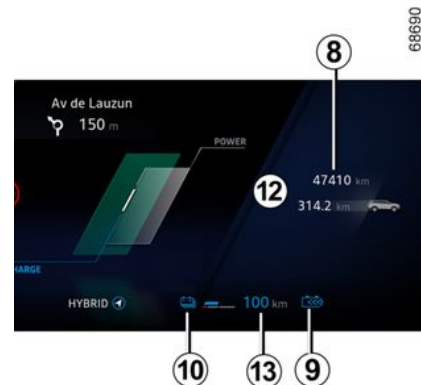 68690
8
Av de Lauzun
150 m
POWER
12
47410 km
314.2 km
HARGE
HYBRID
100 km
10
13
9